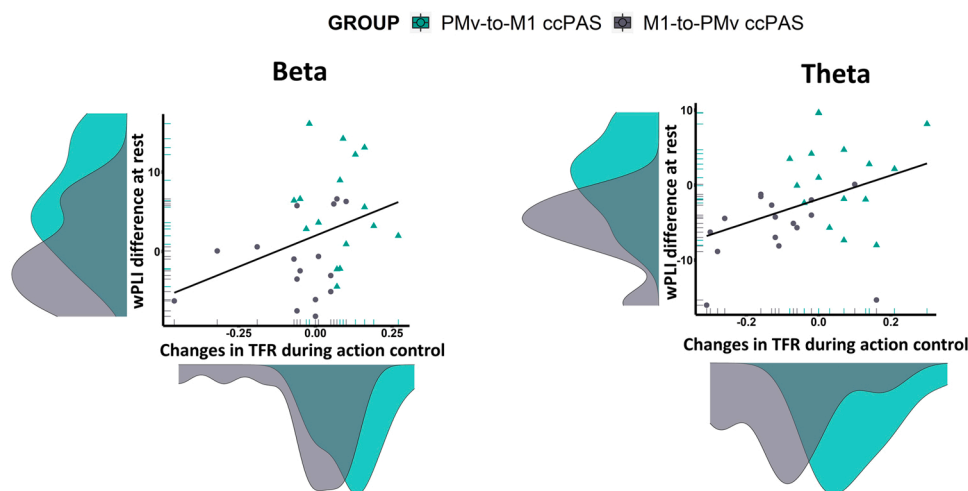 GROUP PMv-to-M1 ccPAS M1-to-PMv ccPAS
Beta
wPLI difference at rest
10
0
-0.25 0.00 0.25
Changes in TFR during action control
Theta
wPLI difference at rest
10
0
-10
-0.2 0.0 0.2
Changes in TFR during action control